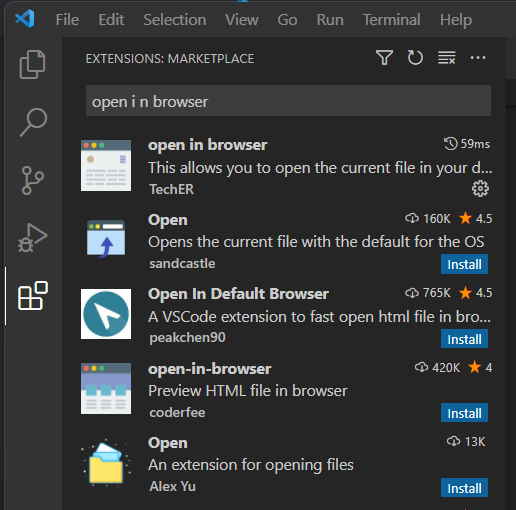 File Edit Selection View Go Run Terminal Help
EXTENSIONS: MARKETPLACE
open i n browser
open in browser 59ms
This allows you to open the current file in your d...
TechER
Open 160K 4.5
Opens the current file with the default for the OS
sandcastle Install
Open In Default Browser 765K 4.5
A VSCode extension to fast open html file in bro...
peakchen90 Install
open-in-browser 420K 4
Preview HTML file in browser
coderfee Install
Open 13K
An extension for opening files
Alex Yu Install